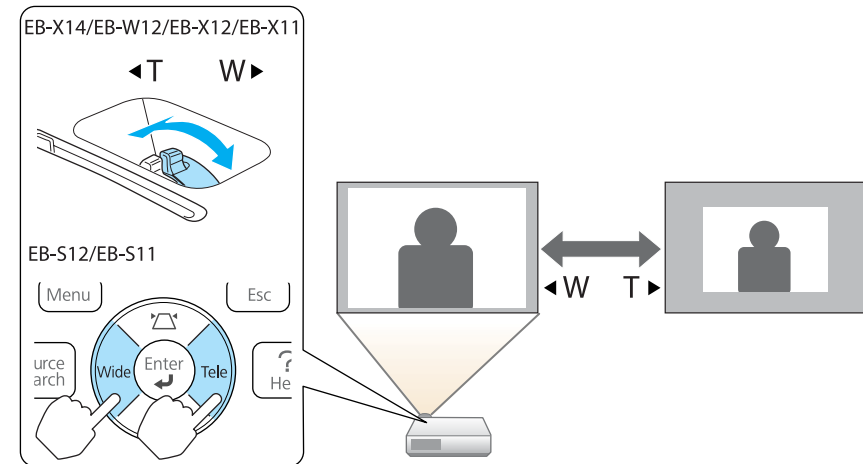 EB-X14/EB-W12/EB-X12/EB-X11
◀T W▶
EB-S12/EB-S11
Menu Esc
urce
arch
Wide Enter Tele
?
He
◀W T▶